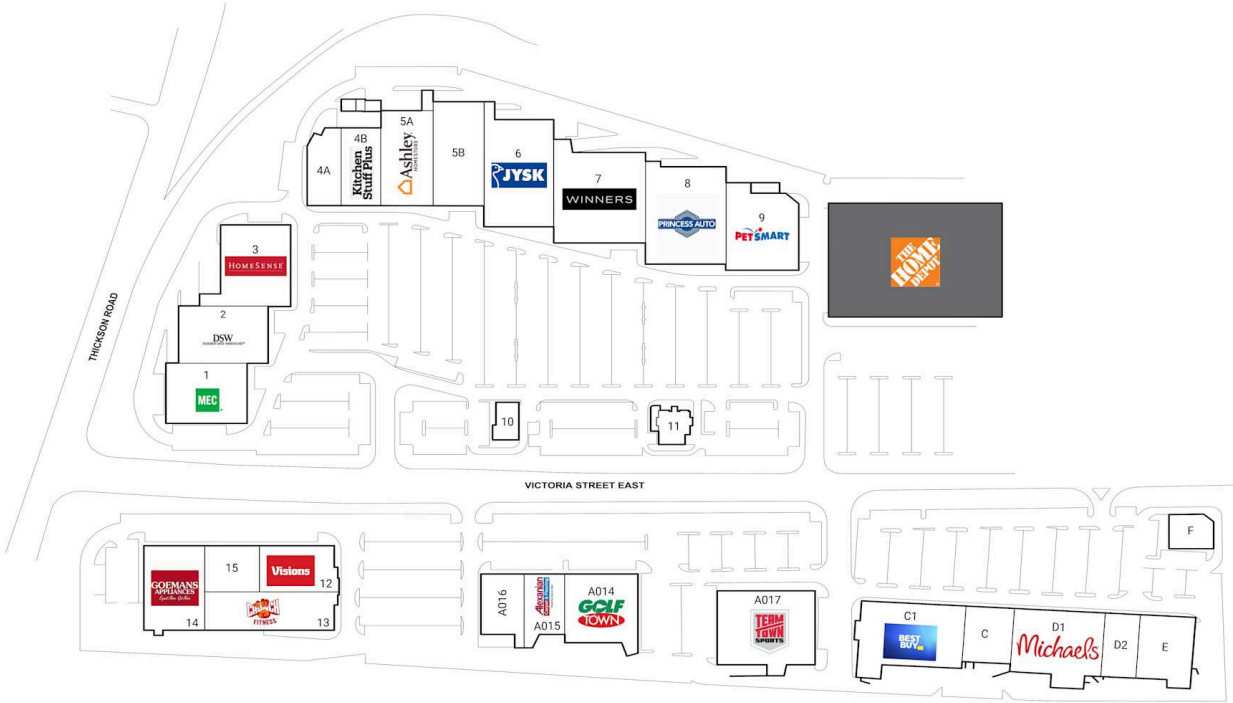 5A
4B
4A
Kitchen
Stuff Plus
Ashley
HOMESTORE
5B
6
JYSK
7
WINNERS
8
PRINCESS AUTO
9
PETSMART
THE
HOME
DEPOT
3
HOMESENSE
2
DSW
1
MEC
THICKSON ROAD
10
11
VICTORIA STREET EAST
F
GOEMANS
APPLIANCES
14
15
Visions
12
CRUNCH
FITNESS
13
A016
Alexanian
A015
A014
GOLF
TOWN
A017
TEAM
TOWN
SPORTS
C1
BEST
BUY
C
D1
Michaels
D2
E